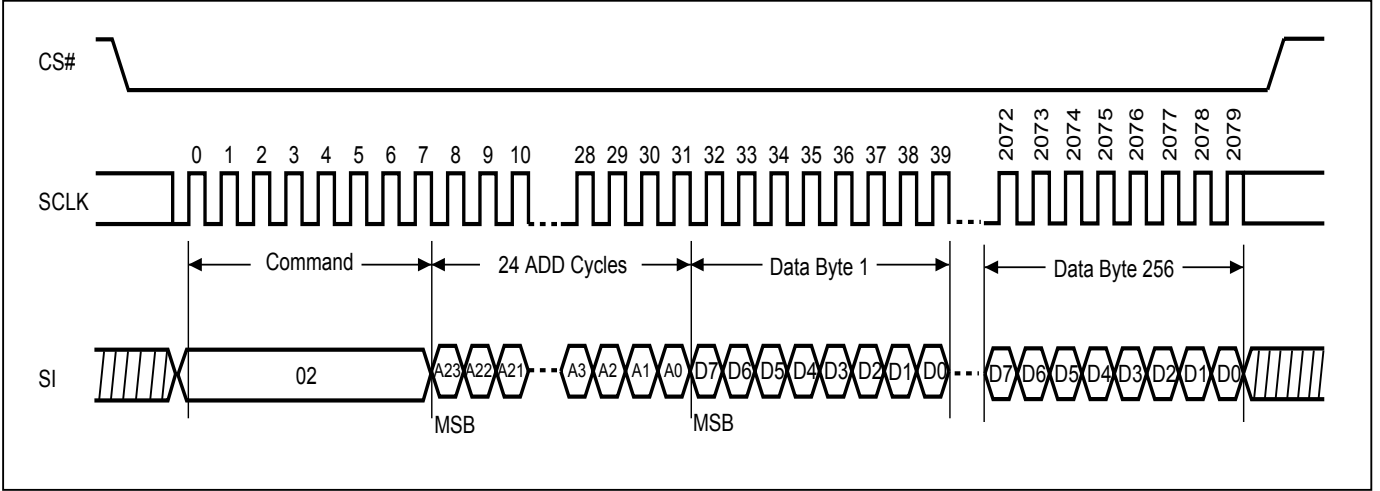 CS#
2072 2073 2074 2075 2076 2077 2078 2079
0 1 2 3 4 5 6 7 8 9 10 28 29 30 31 32 33 34 35 36 37 38 39
SCLK
Command 24 ADD Cycles Data Byte 1 Data Byte 256
SI 02 A23 A22 A21 A3 A2 A1 A0 D7 D6 D5 D4 D3 D2 D1 D0 D7 D6 D5 D4 D3 D2 D1 D0
MSB MSB